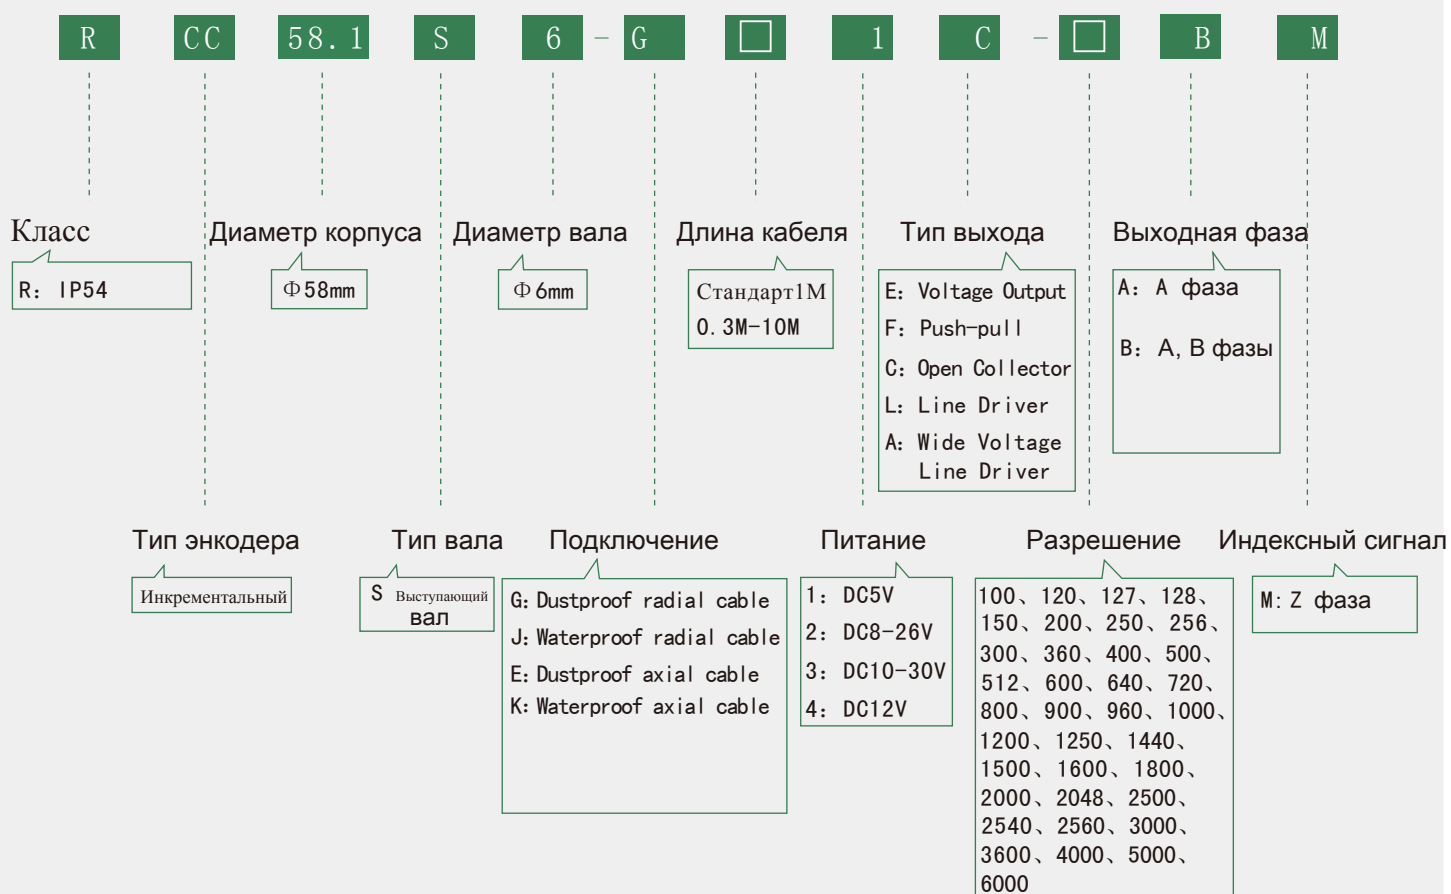 R CC 58.1 S 6 - G □ 1 C - □ B M
Класс
R: IP54
Диаметр корпуса
Φ58mm
Диаметр вала
Φ6mm
Длина кабеля
Стандарт1М
0.3M-10M
Тип выхода
E: Voltage Output
F: Push-pull
C: Open Collector
L: Line Driver
A: Wide Voltage
Line Driver
Выходная фаза
A: А фаза
B: А, В фазы
Тип энкодера
Инкрементальный
Тип вала
S Выступающий
вал
Подключение
G: Dustproof radial cable
J: Waterproof radial cable
E: Dustproof axial cable
K: Waterproof axial cable
Питание
1: DC5V
2: DC8-26V
3: DC10-30V
4: DC12V
Разрешение
100、120、127、128、
150、200、250、256、
300、360、400、500、
512、600、640、720、
800、900、960、1000、
1200、1250、1440、
1500、1600、1800、
2000、2048、2500、
2540、2560、3000、
3600、4000、5000、
6000
Индексный сигнал
M: Z фаза